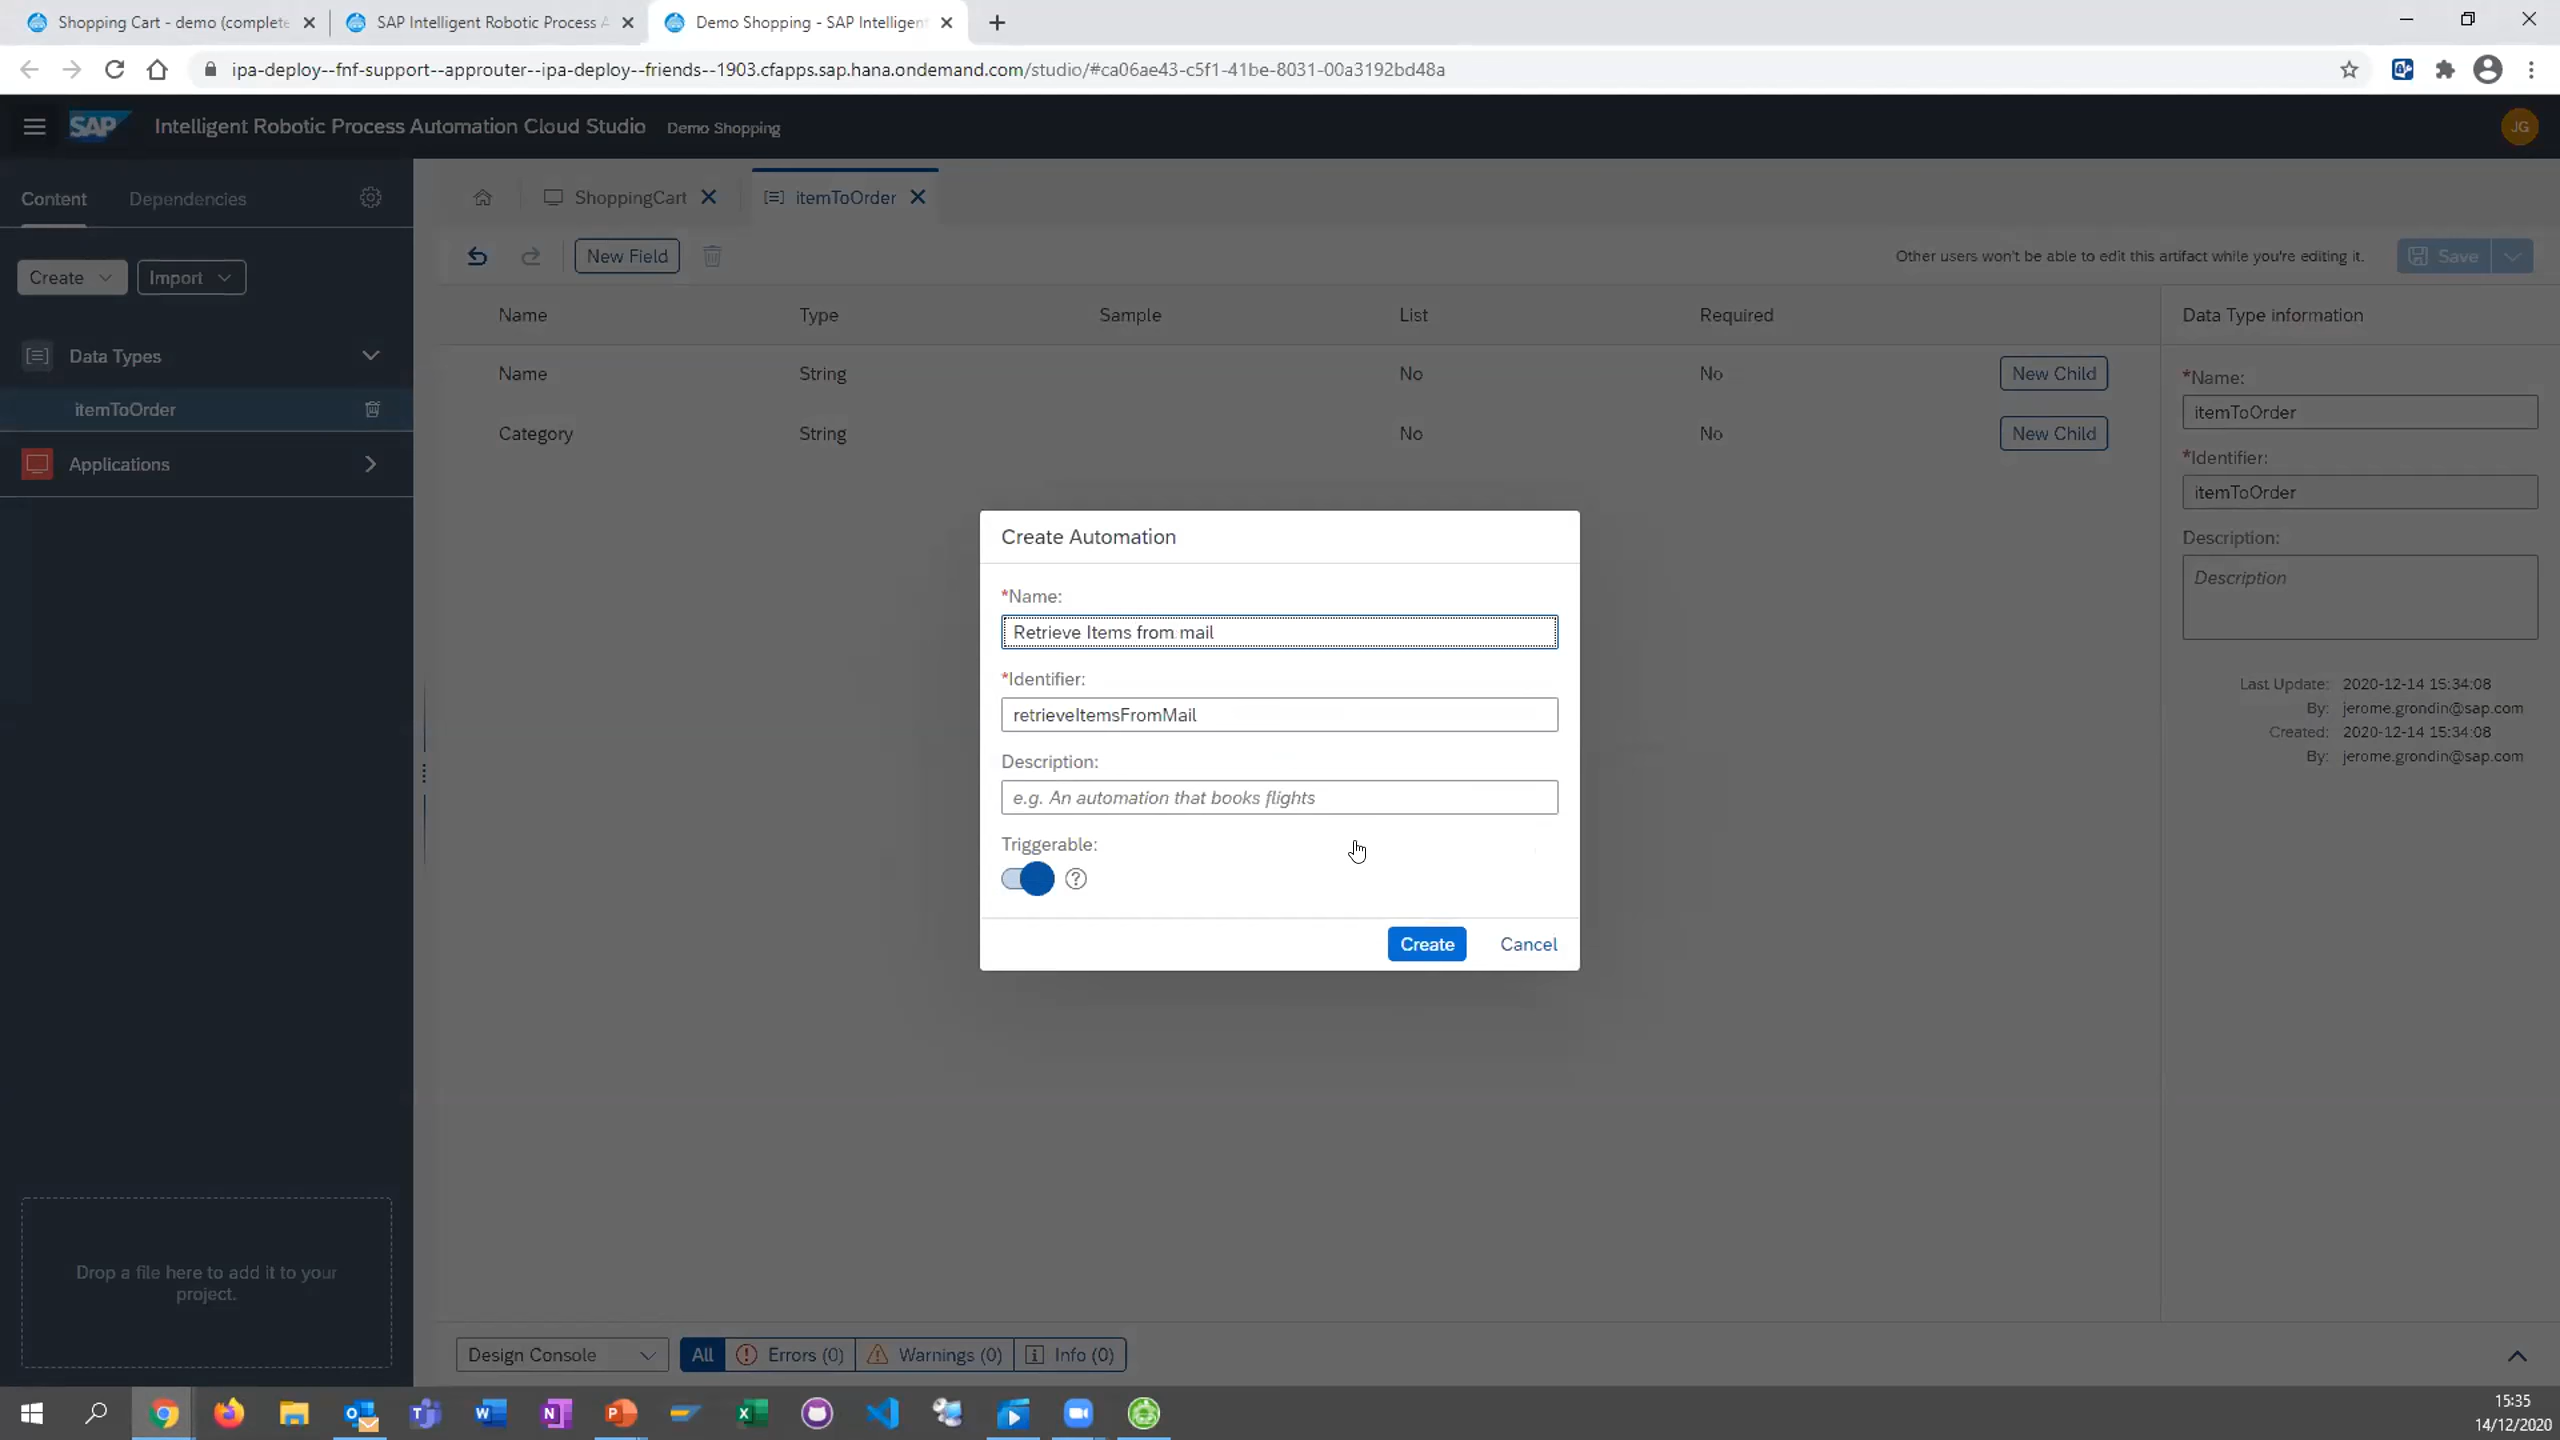 Shopping Cart - demo (complete
SAP Intelligent Robotic Process A
Demo Shopping - SAP Intelligent
ipa-deploy--fnf-support--approuter--ipa-deploy--friends--1903.cfapps.sap.hana.ondemand.com/studio/#ca06ae43-c5f1-41be-8031-00a3192bd48a
SAP Intelligent Robotic Process Automation Cloud Studio Demo Shopping
JG
Content Dependencies
ShoppingCart
itemToOrder
Create
Import
New Field
Other users won't be able to edit this artifact while you're editing it.
Save
Name Type Sample List Required
Data Type information
Data Types
Name String No No New Child
*Name:
itemToOrder
itemToOrder
Category String No No New Child
*Identifier:
Applications
itemToOrder
Description:
Description
Create Automation
*Name:
Retrieve Items from mail
*Identifier:
retrieveItemsFromMail
Description:
e.g. An automation that books flights
Triggerable:
?
Create
Cancel
Last Update: 2020-12-14 15:34:08
By: jerome.grondin@sap.com
Created: 2020-12-14 15:34:08
By: jerome.grondin@sap.com
Drop a file here to add it to your
project.
Design Console
All
Errors (0)
Warnings (0)
Info (0)
15:35
14/12/2020